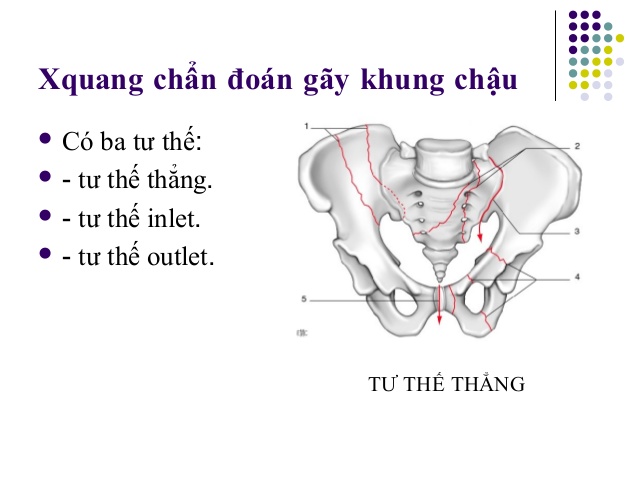 Xquang chẩn đoán gãy khung chậu
Có ba tư thế:
- tư thế thẳng.
- tư thế inlet.
- tư thế outlet.
1
2
3
4
5
TƯ THẾ THẲNG